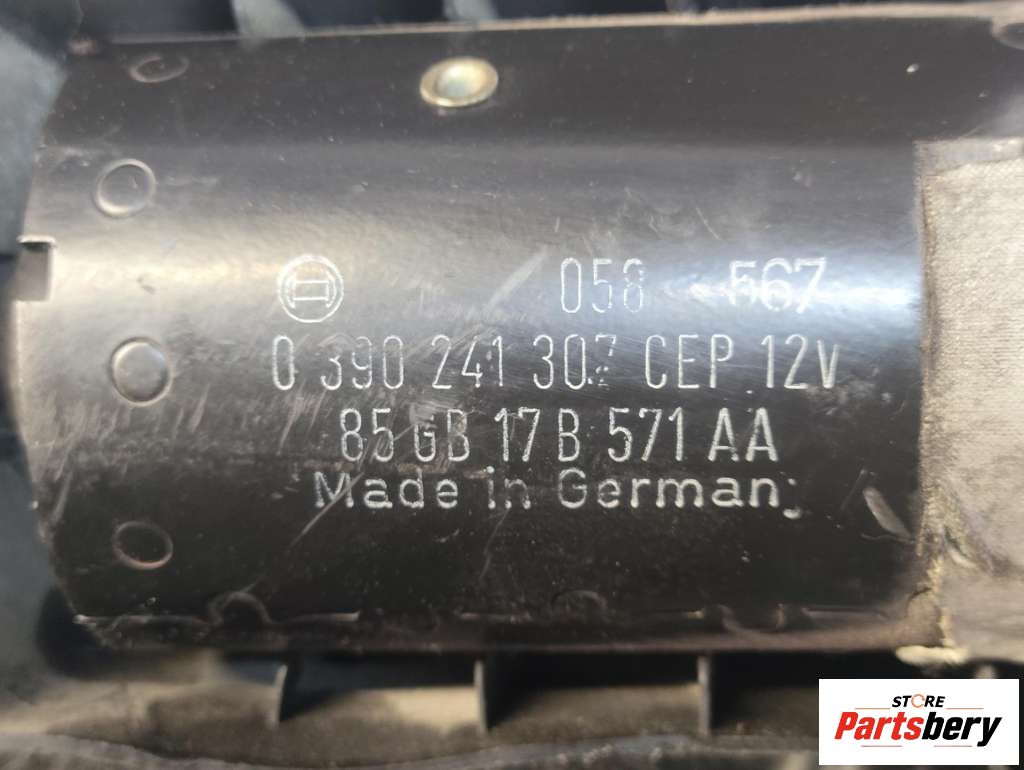 058 567
0 390 241 307 CEP 12V
85 GB 17 B 571 AA
Made in Germany
STORE
Partsbery